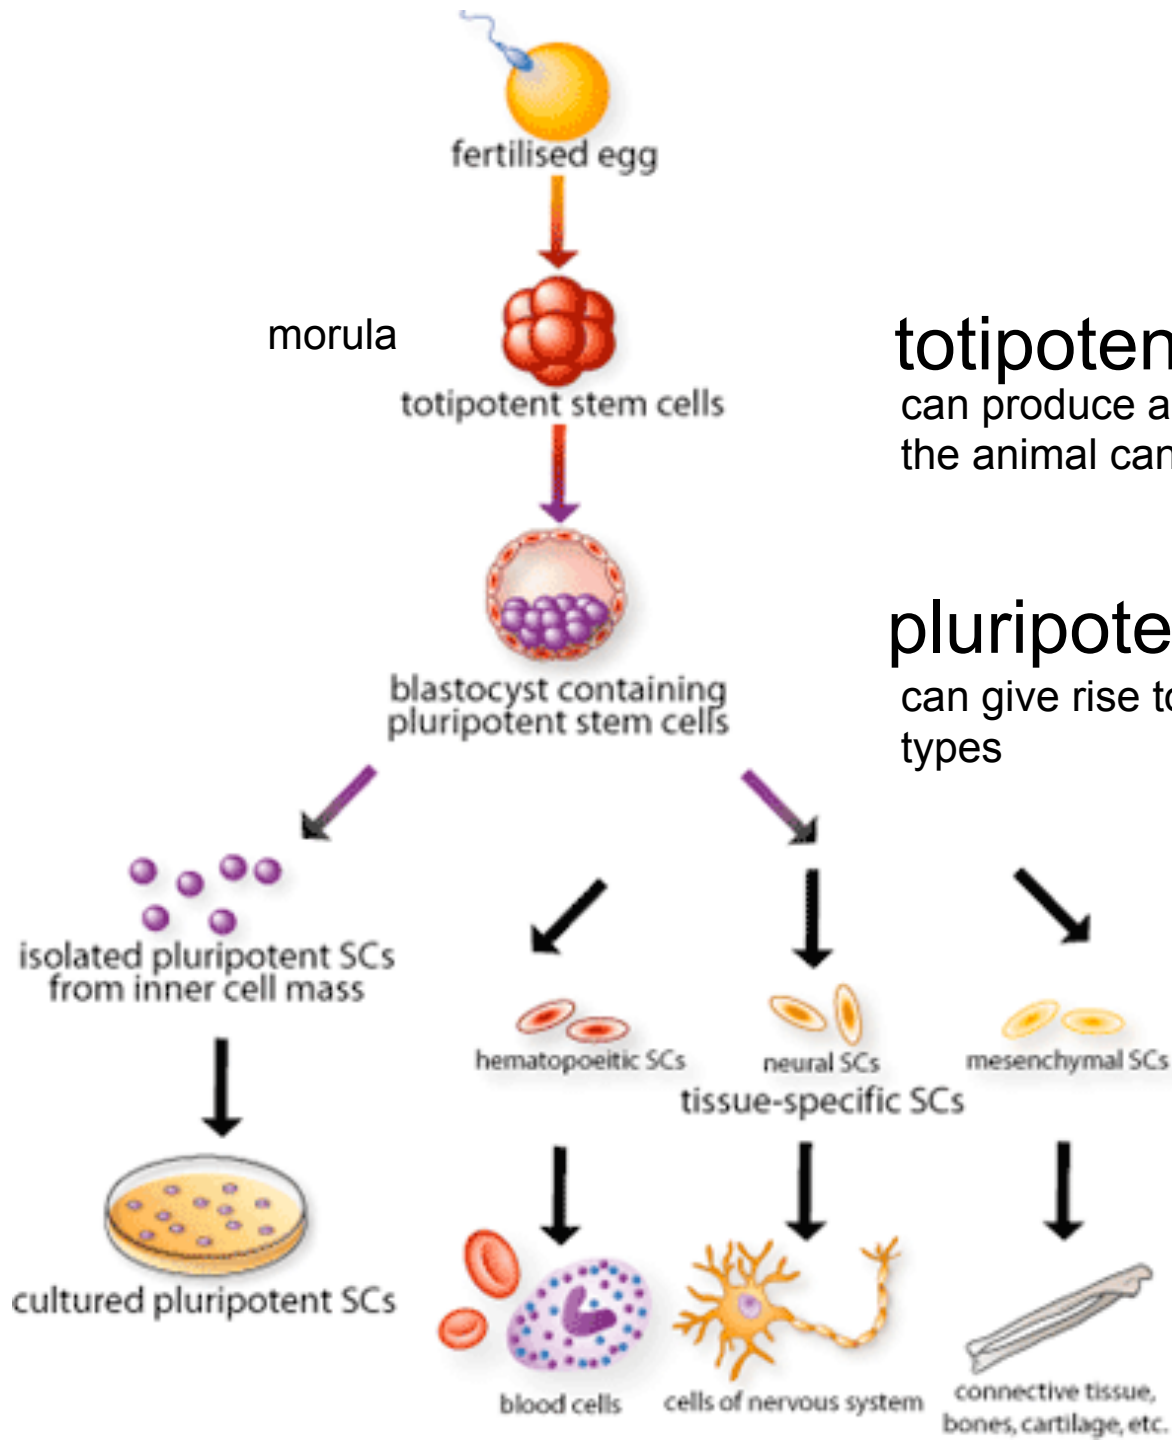 fertilised egg
morula
totipotent stem cells
totipoten
can produce a
the animal can
blastocyst containing
pluripotent stem cells
pluripote
can give rise to
types
isolated pluripotent SCs
from inner cell mass
hematopoeitic SCs
neural SCs
mesenchymal SCs
tissue-specific SCs
cultured pluripotent SCs
blood cells
cells of nervous system
connective tissue,
bones, cartilage, etc.